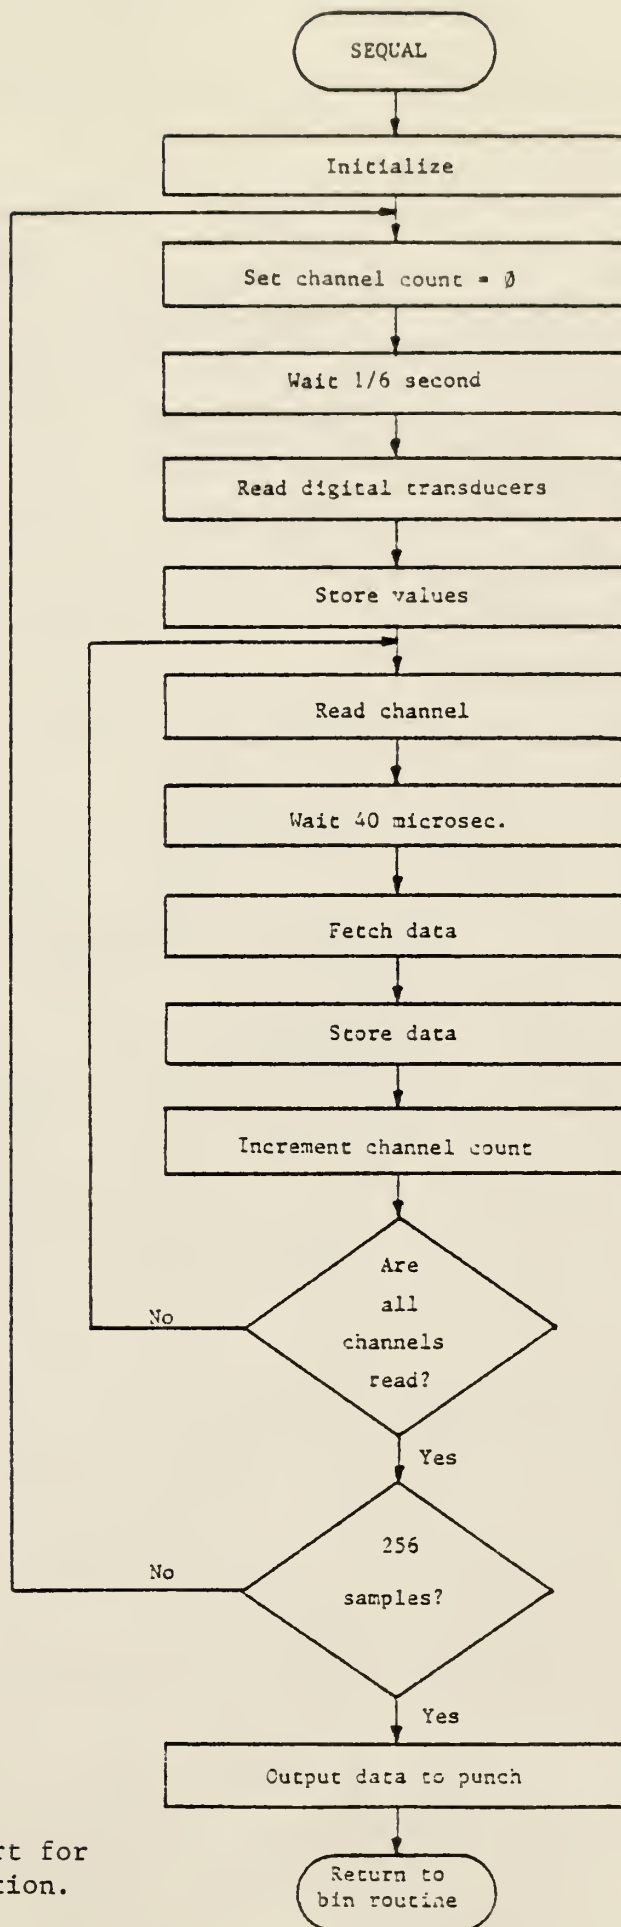 SEQUAL
Initialize
Set channel count = Ø
Wait 1/6 second
Read digital transducers
Store values
Read channel
Wait 40 microsec.
Fetch data
Store data
Increment channel count
Are
all
channels
read?
No
Yes
256
samples?
No
Yes
Output data to punch
Return to
bin routine
rt for
tion.